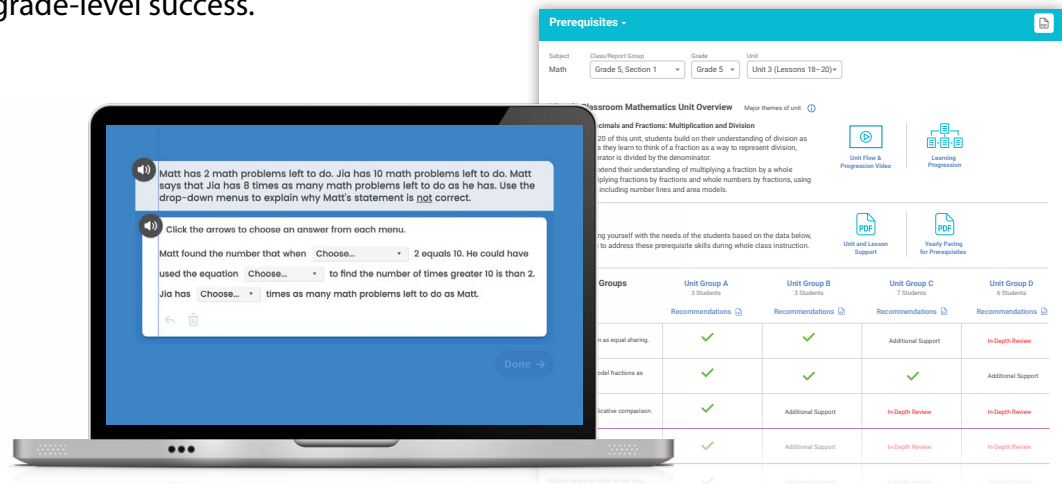 grade-level success.
Prerequisites
Subject Class/Report Group Grade Unit
Math Grade 5, Section 1 Grade 5 Unit 3 (Lessons 18–20)
Classroom Mathematics Unit Overview Major themes of unit
and Fractions: Multiplication and Division
20 of this unit, students build on their understanding of division as
they learn to think of a fraction as a way to represent division,
is divided by the denominator.
their understanding of multiplying a fraction by a whole
fractions by fractions and whole numbers by fractions, using
including number lines and area models.
Unit Flow &
Progression Video
Learning
Progression
yourself with the needs of the students based on the data below,
to address these prerequisite skills during whole class instruction.
PDF
Unit and Lesson
Support
PDF
Yearly Pacing
for Prerequisites
Groups Unit Group A Unit Group B Unit Group C Unit Group D
3 Students 3 Students 7 Students 6 Students
Recommendations Recommendations Recommendations Recommendations
as equal sharing. Additional Support In-Depth Review
fractions as Additional Support
comparison. Additional Support In-Depth Review In-Depth Review
Additional Support In-Depth Review In-Depth Review
Matt has 2 math problems left to do. Jia has 10 math problems left to do. Matt
says that Jia has 8 times as many math problems left to do as he has. Use the
drop-down menus to explain why Matt's statement is not correct.
Click the arrows to choose an answer from each menu.
Matt found the number that when Choose... 2 equals 10. He could have
used the equation Choose... to find the number of times greater 10 is than 2.
Jia has Choose... times as many math problems left to do as Matt.
Done